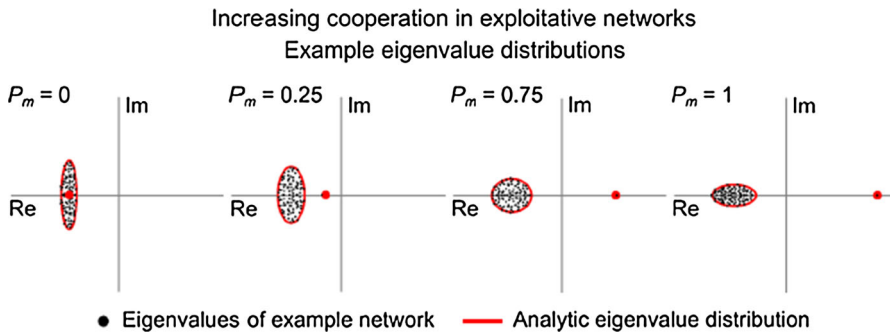 Increasing cooperation in exploitative networks
Example eigenvalue distributions
Pm = 0
Im
Re
Pm = 0.25
Im
Re
Pm = 0.75
Im
Re
Pm = 1
Im
Re
Eigenvalues of example network
Analytic eigenvalue distribution